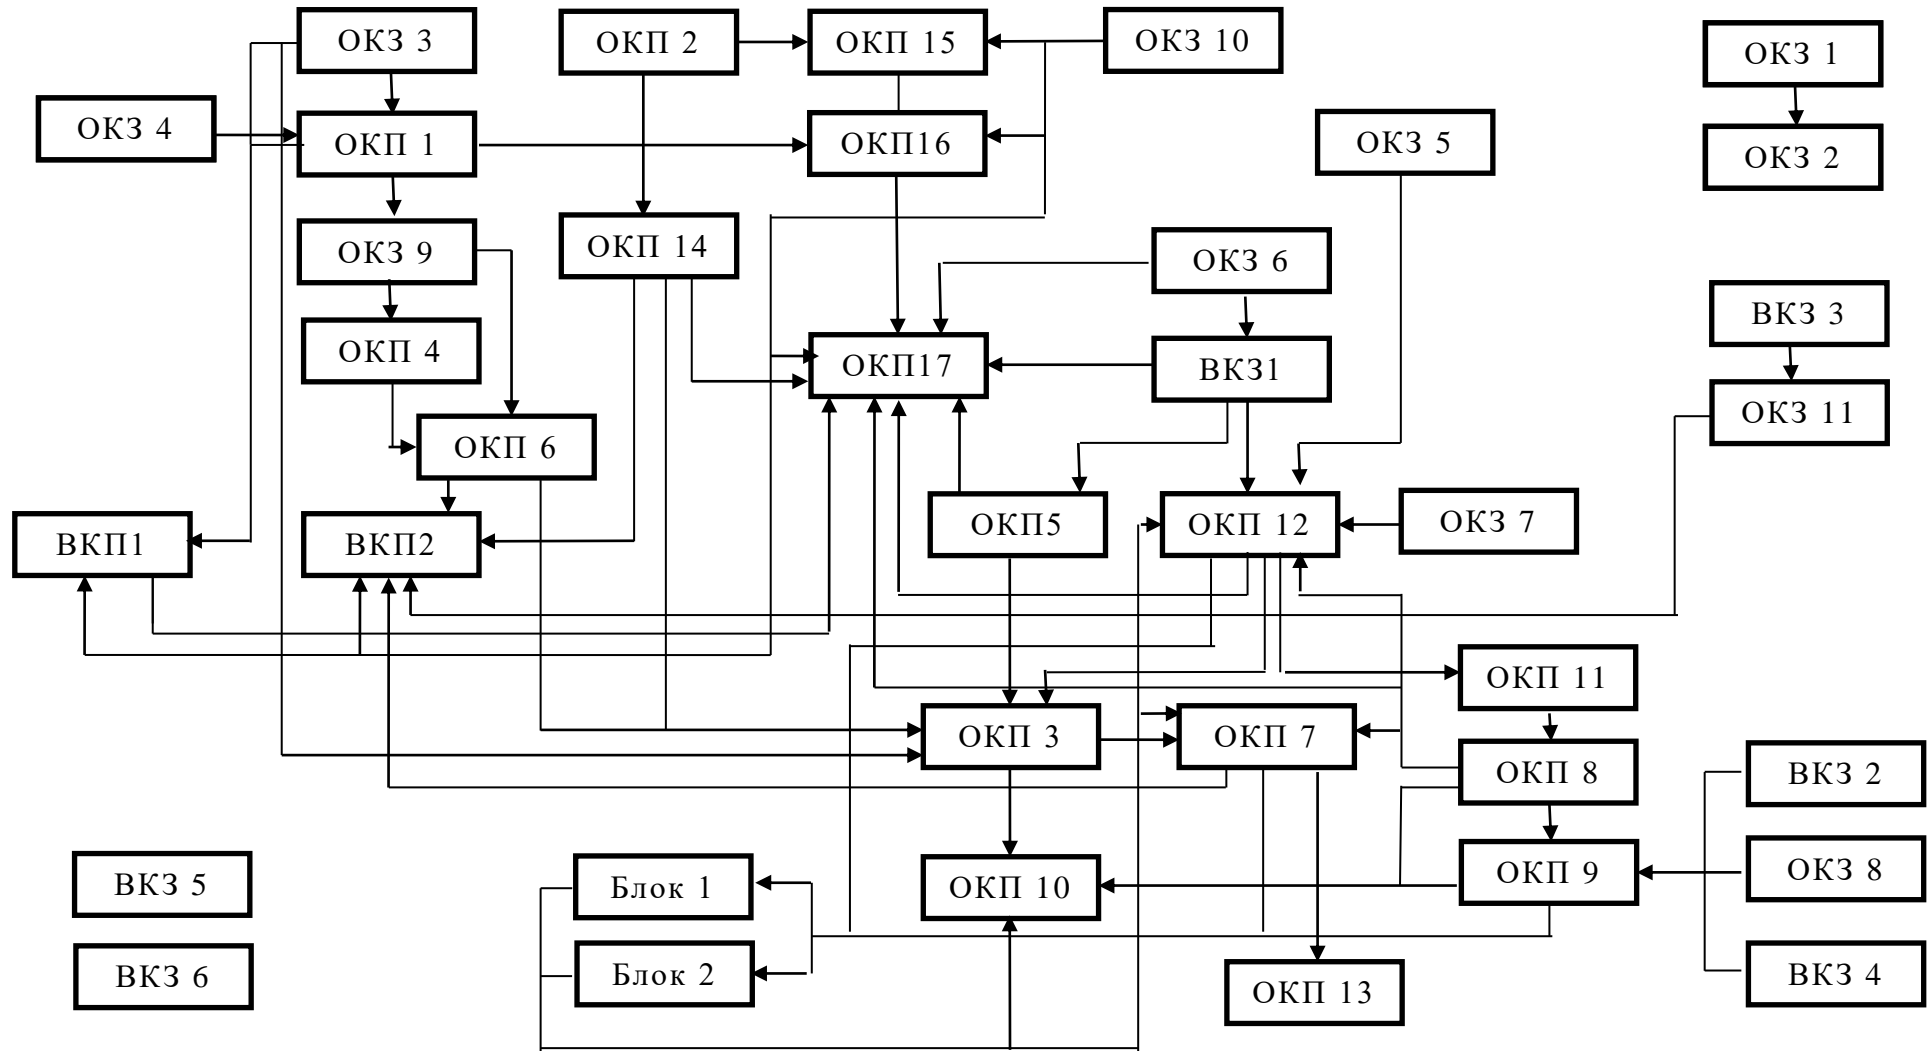 ОКЗ 3
ОКП 2
ОКП 15
ОКЗ 10
ОКЗ 1
ОКЗ 4
ОКП 1
ОКП16
ОКЗ 5
ОКЗ 2
ОКЗ 9
ОКП 14
ОКЗ 6
ВКЗ 3
ОКП 4
ОКП17
ВКЗ1
ОКЗ 11
ОКП 6
ВКП1
ВКП2
ОКП5
ОКП 12
ОКЗ 7
ОКП 11
ОКП 3
ОКП 7
ОКП 8
ВКЗ 2
ВКЗ 5
Блок 1
ОКП 10
ОКП 9
ОКЗ 8
ВКЗ 6
Блок 2
ОКП 13
ВКЗ 4